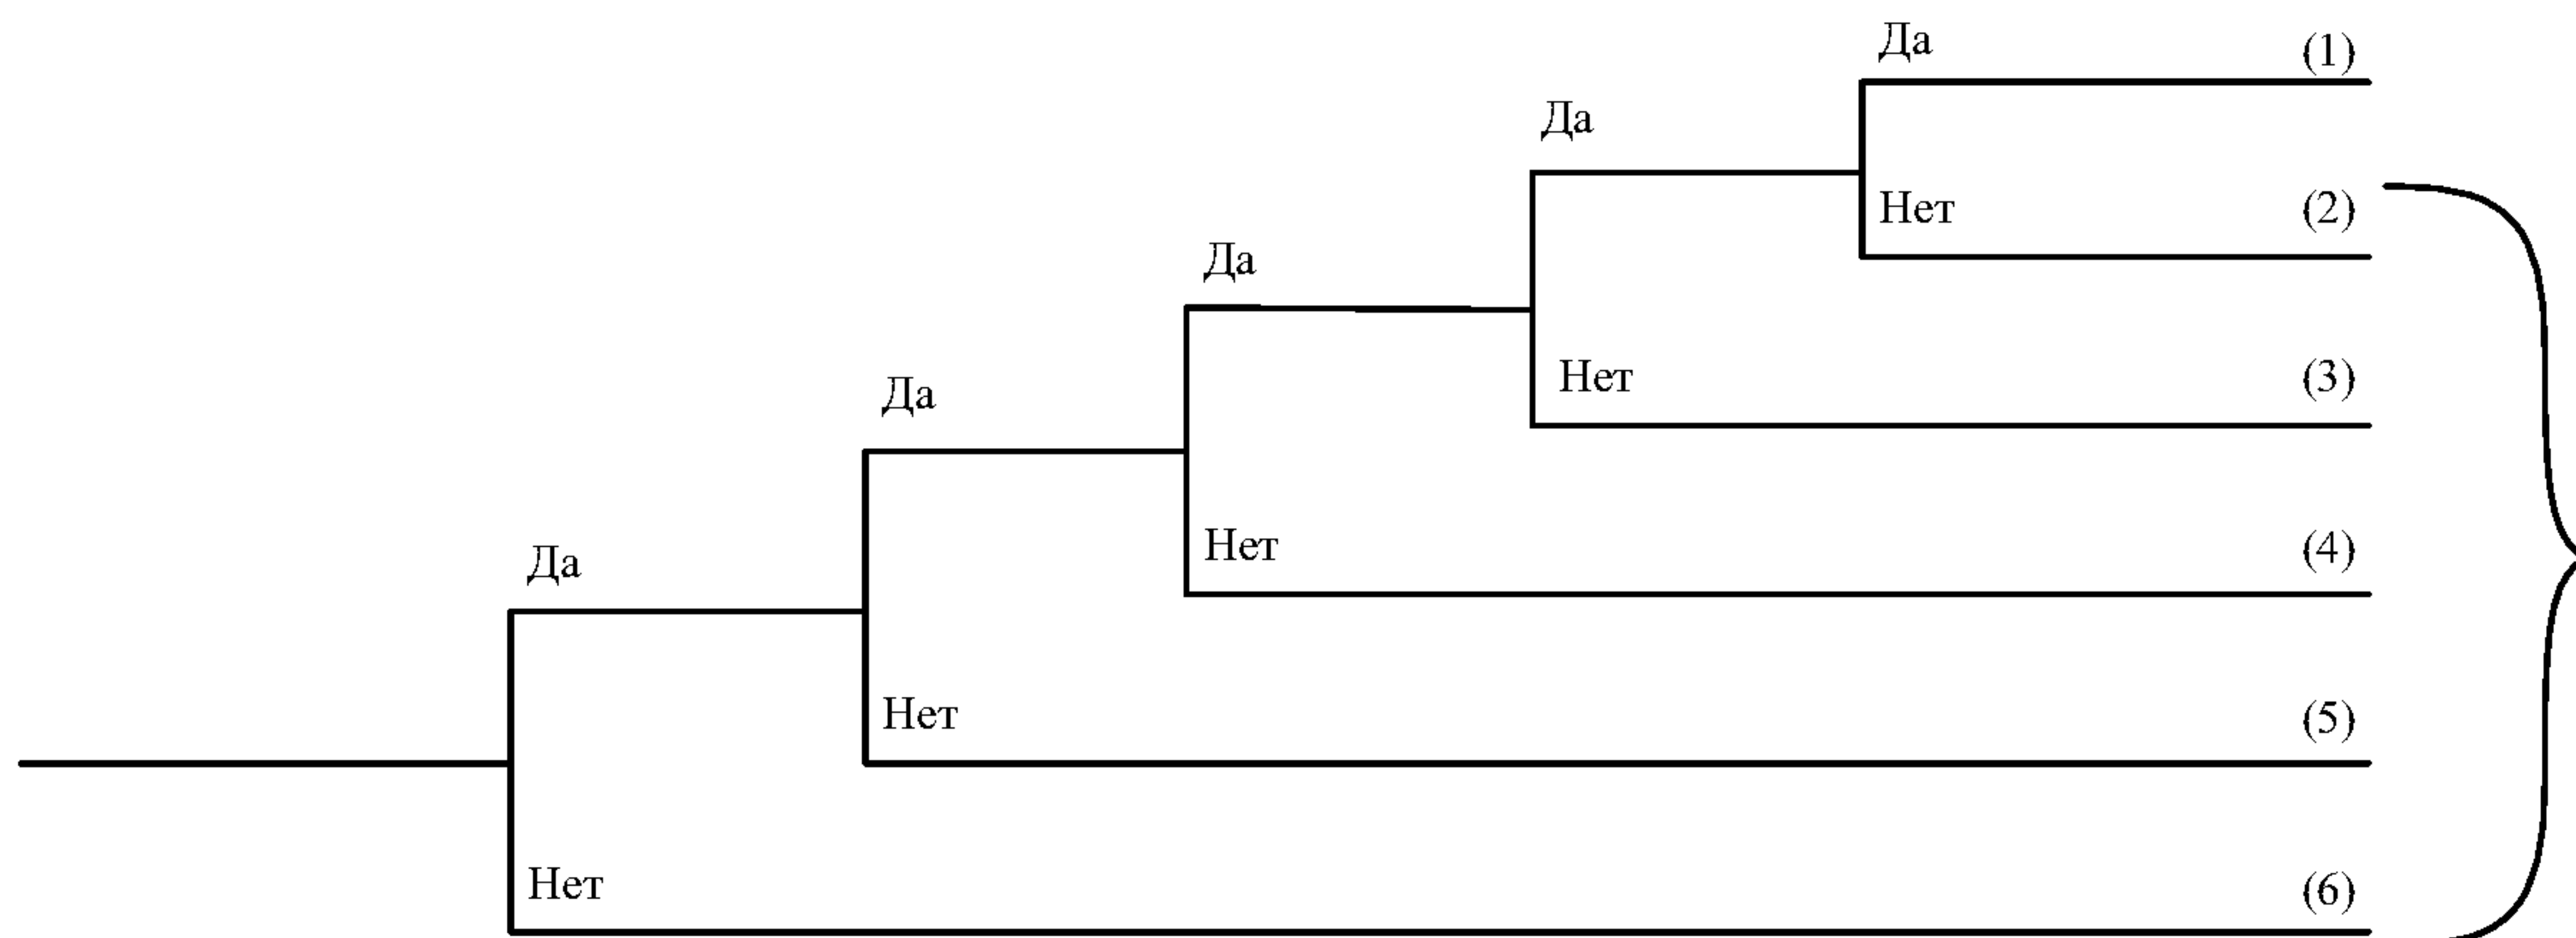 Да
(1)
Да
Нет
(2)
Да
Нет
(3)
Да
Нет
(4)
Да
Нет
(5)
Нет
(6)